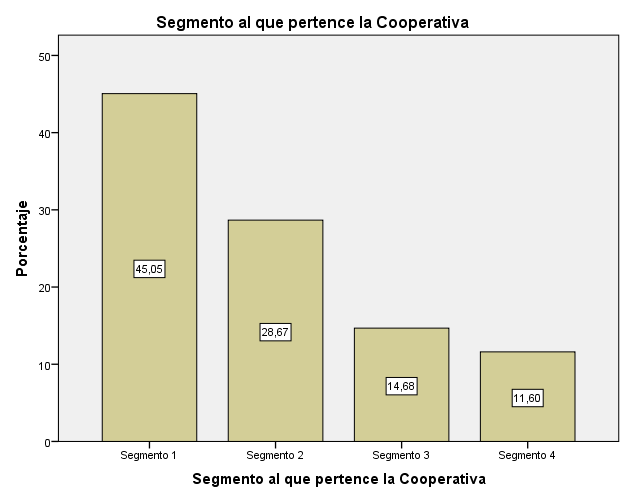 Segmento al que pertence la Cooperativa
50
40
30
20
10
0
Porcentaje
45,05
28,67
14,68
11,60
Segmento 1
Segmento 2
Segmento 3
Segmento 4
Segmento al que pertence la Cooperativa